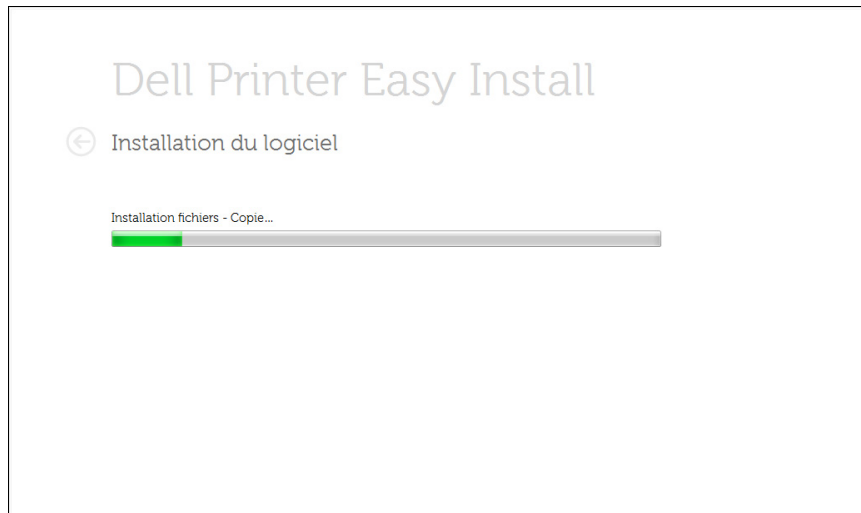 Dell Printer Easy Install
Installation du logiciel
Installation fichiers - Copie...